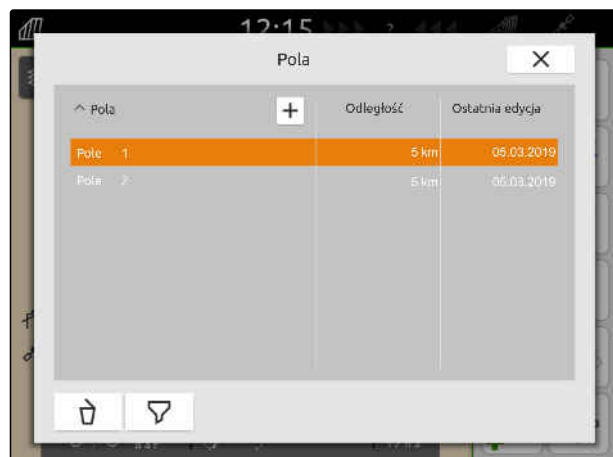 12:15
Pola
Pola Odległość Ostatnia edycja
Pole 1 5 km 05.03.2019
Pole 2 5 km 05.03.2019